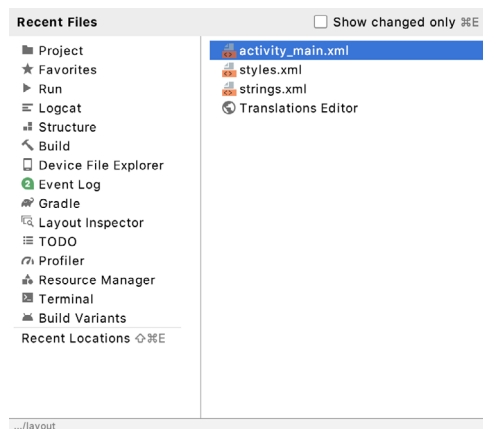 Recent Files
Show changed only ⌘E
Project
Favorites
Run
Logcat
Structure
Build
Device File Explorer
2 Event Log
Gradle
Layout Inspector
TODO
Profiler
Resource Manager
Terminal
Build Variants
Recent Locations ⇧⌘E
activity_main.xml
styles.xml
strings.xml
Translations Editor
.../layout